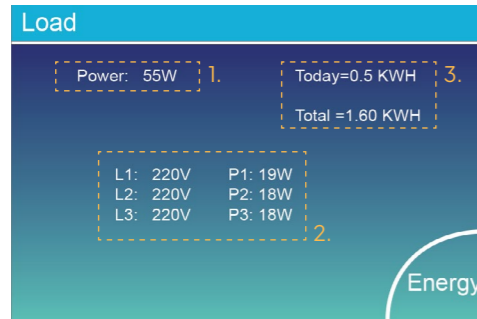 Load
Power: 55W 1.
Today=0.5 KWH 3.
Total =1.60 KWH
L1: 220V P1: 19W
L2: 220V P2: 18W
L3: 220V P3: 18W
2.
Energy